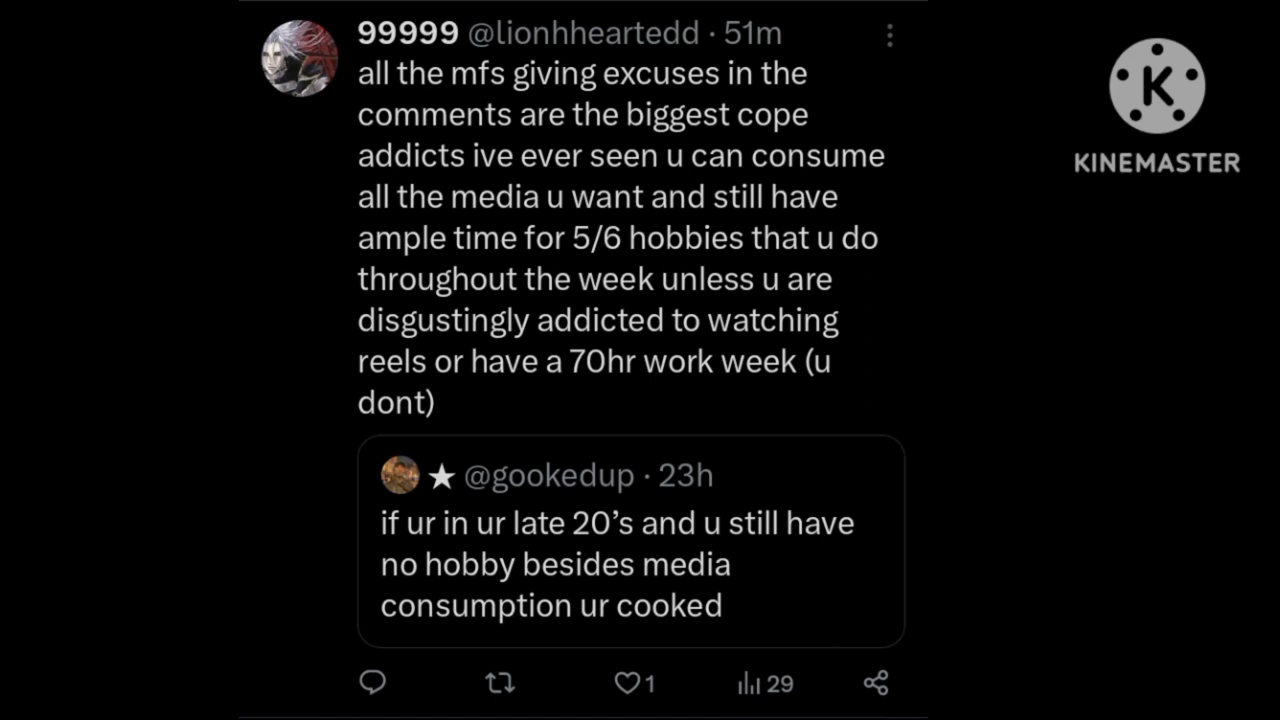 99999 @lionhheartedd · 51m
all the mfs giving excuses in the
comments are the biggest cope
addicts ive ever seen u can consume
all the media u want and still have
ample time for 5/6 hobbies that u do
throughout the week unless u are
disgustingly addicted to watching
reels or have a 70hr work week (u
dont)
★ @gookedup · 23h
if ur in ur late 20’s and u still have
no hobby besides media
consumption ur cooked
1 29
K
KINEMASTER